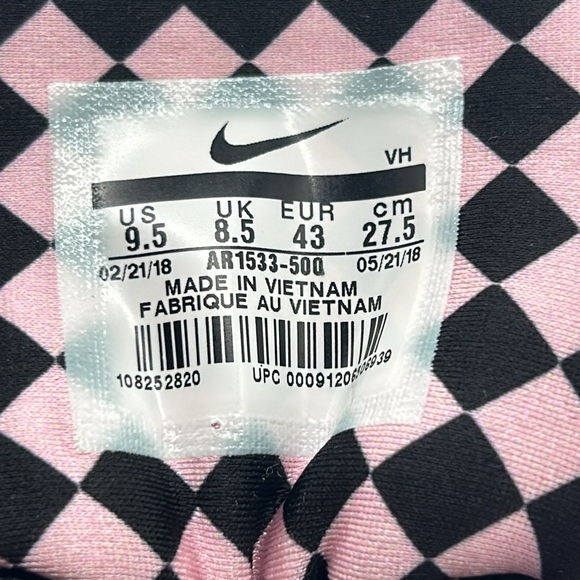 VH
US UK EUR cm
9.5 8.5 43 27.5
02/21/18 AR1533-500 05/21/18
MADE IN VIETNAM
FABRIQUE AU VIETNAM
108252820 UPC